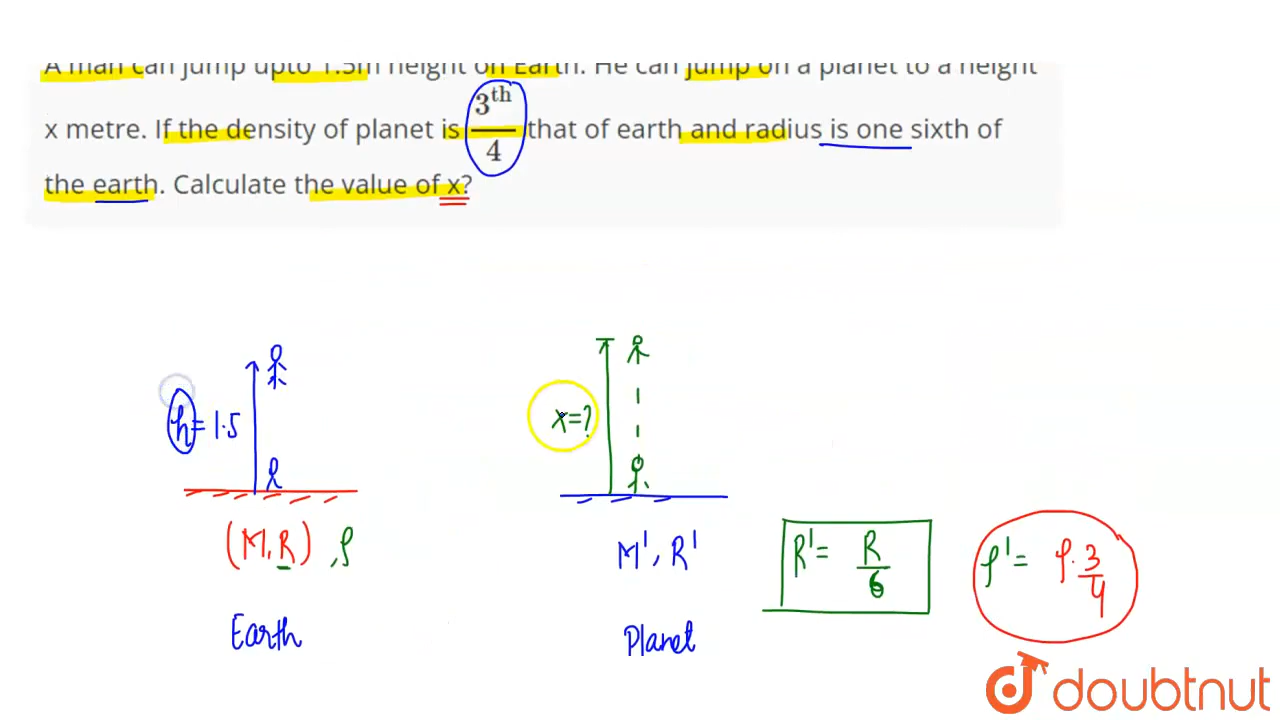 A man can jump upto 1.5m height on Earth. He can jump on a planet to a height
x metre. If the density of planet is 3th/4 that of earth and radius is one sixth of
the earth. Calculate the value of x?
h = 1.5
x=?
(M, R) , ρ
M', R'
R' = R/6
ρ' = ρ. 3/4
Earth
Planet
doubtnut